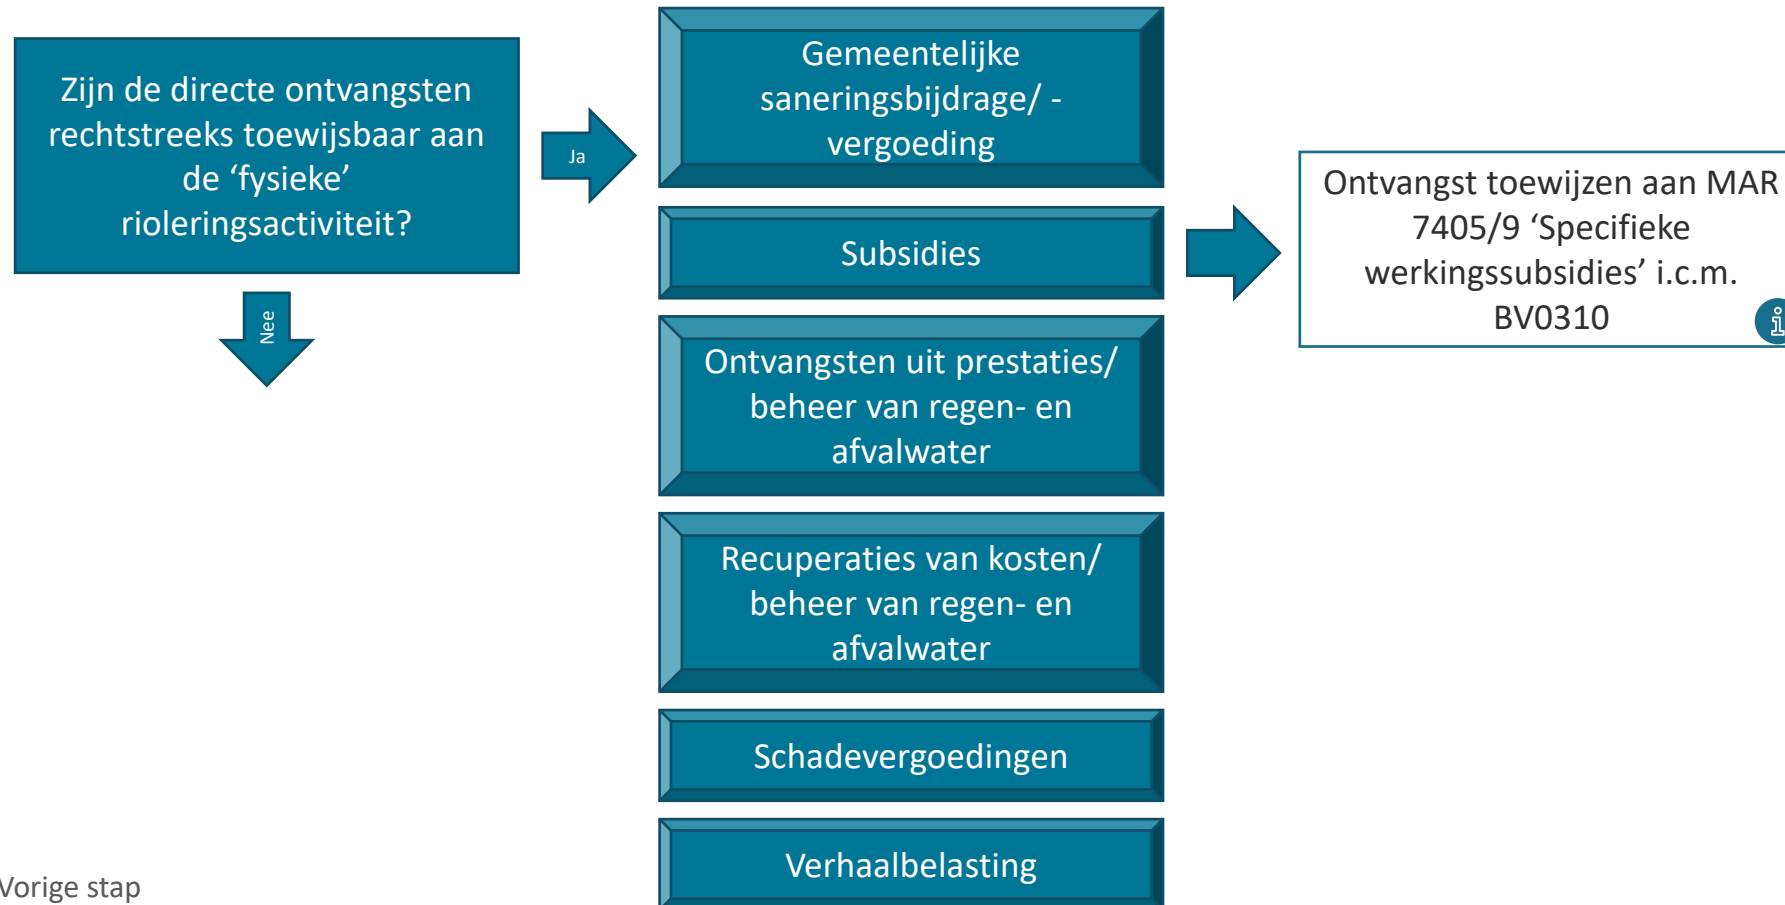 Zijn de directe ontvangsten
rechtstreeks toewijsbaar aan
de ‘fysieke’
rioleringsactiviteit?
Ja
Nee
Gemeentelijke
saneringsbijdrage/ -
vergoeding
Subsidies
Ontvangsten uit prestaties/
beheer van regen- en
afvalwater
Recuperaties van kosten/
beheer van regen- en
afvalwater
Schadevergoedingen
Verhaalbelasting
Ontvangst toewijzen aan MAR
7405/9 ‘Specifieke
werkingssubsidies’ i.c.m.
BV0310
Vorige stap